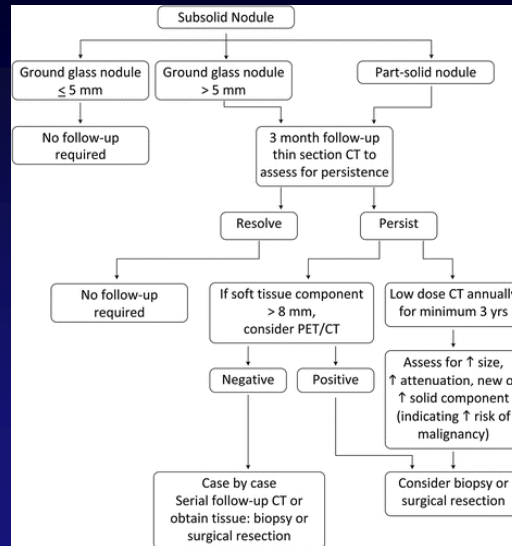 Subsolid Nodule
Ground glass nodule
≤ 5 mm
Ground glass nodule
> 5 mm
Part-solid nodule
No follow-up
required
3 month follow-up
thin section CT to
assess for persistence
Resolve
Persist
No follow-up
required
If soft tissue component
> 8 mm,
consider PET/CT
Low dose CT annually
for minimum 3 yrs
Negative
Positive
Assess for ↑ size,
↑ attenuation, new o
↑ solid component
(indicating ↑ risk of
malignancy)
Case by case
Serial follow-up CT or
obtain tissue: biopsy or
surgical resection
Consider biopsy or
surgical resection